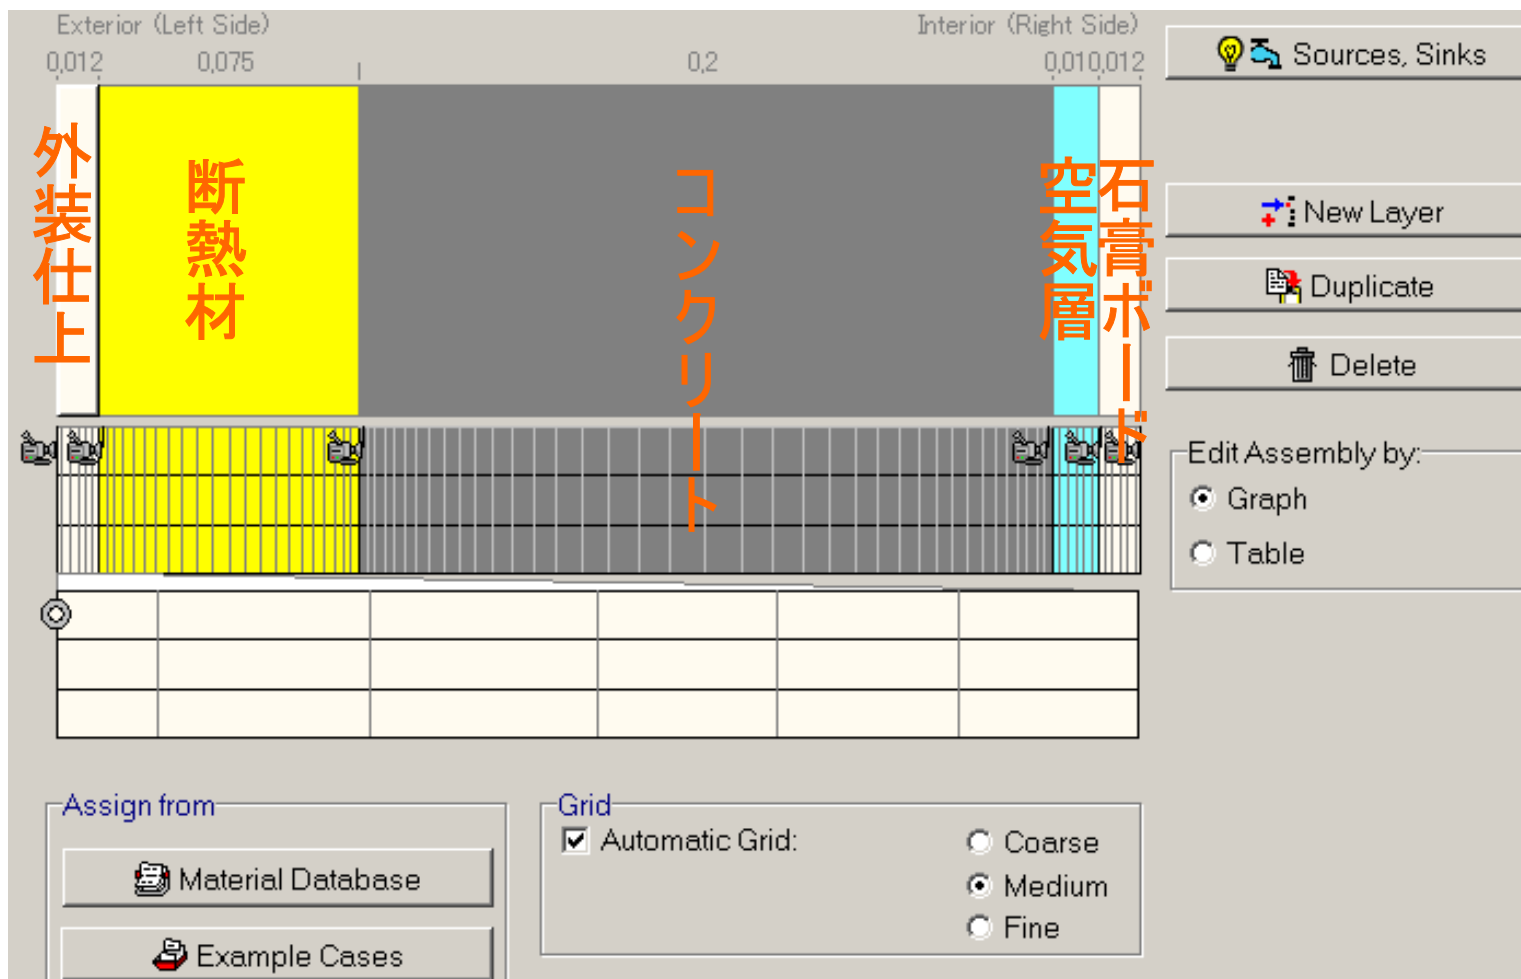 Exterior (Left Side)
Interior (Right Side)
0,012
0,075
0,2
0,010
0,012
外装仕上
断熱材
コンクリート
空気層
石膏ボード
Sources, Sinks
New Layer
Duplicate
Delete
Edit Assembly by:
Graph
Table
Assign from
Material Database
Example Cases
Grid
Automatic Grid:
Coarse
Medium
Fine